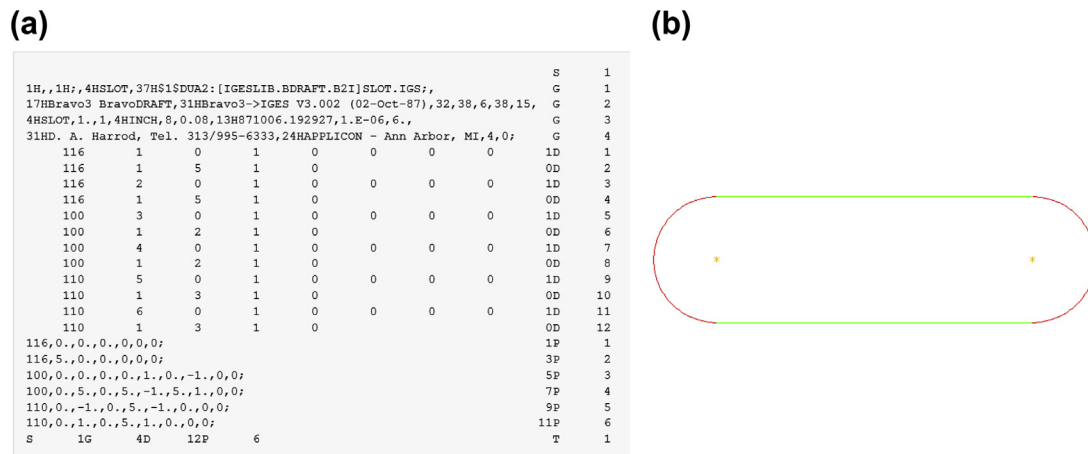 (a)
(b)
S 1
1H,,1H;,4HSLOT,37H$1$DUA2:[IGESLIB.BDRAFT.B2I]SLOT.IGS;, G 1
17HBravo3 BravoDRAFT,31HBravo3->IGES V3.002 (02-Oct-87),32,38,6,38,15, G 2
4HSLOT,1.,1,4HINCH,8,0.08,13H871006.192927,1.E-06,6., G 3
31HD. A. Harrod, Tel. 313/995-6333,24HAPPLICON - Ann Arbor, MI,4,0; G 4
116 1 0 1 0 0 0 0 1D 1
116 1 5 1 0 0D 2
116 2 0 1 0 0 0 0 1D 3
116 1 5 1 0 0D 4
100 3 0 1 0 0 0 0 1D 5
100 1 2 1 0 0D 6
100 4 0 1 0 0 0 0 1D 7
100 1 2 1 0 0D 8
110 5 0 1 0 0 0 0 1D 9
110 1 3 1 0 0D 10
110 6 0 1 0 0 0 0 1D 11
110 1 3 1 0 0D 12
116,0.,0.,0.,0,0,0; 1P 1
116,5.,0.,0.,0,0,0; 3P 2
100,0.,0.,0.,0.,1.,0.,-1.,0,0; 5P 3
100,0.,5.,0.,5.,-1.,5.,1.,0,0; 7P 4
110,0.,-1.,0.,5.,-1.,0.,0,0; 9P 5
110,0.,1.,0.,5.,1.,0.,0,0; 11P 6
S 1G 4D 12P 6 T 1